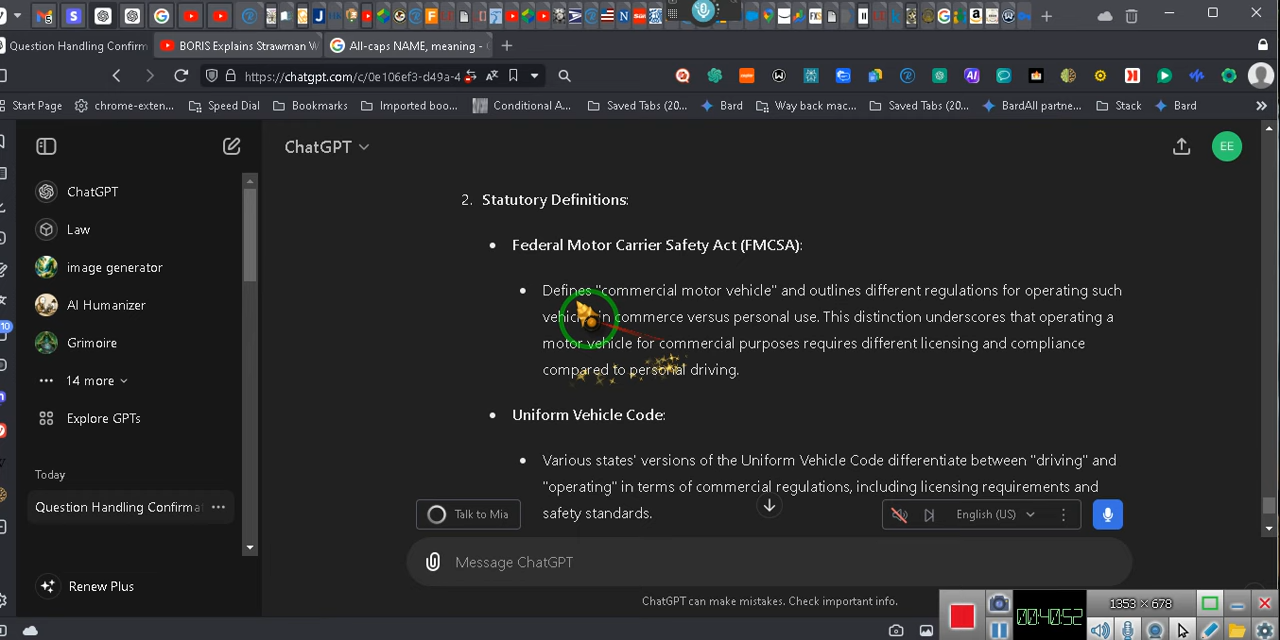 Question Handling Confirm
BORIS Explains Strawman W
All-caps NAME, meaning -
https://chatgpt.com/c/0e106ef3-d49a-4
Start Page
chrome-exten...
Speed Dial
Bookmarks
Imported boo...
Conditional A...
Saved Tabs (20...
Bard
Way back mac...
Saved Tabs (20...
BardAll partne...
Stack
Bard
ChatGPT
EE
ChatGPT
Law
image generator
AI Humanizer
Grimoire
14 more
Explore GPTs
Today
Question Handling Confirma
Renew Plus
2. Statutory Definitions:
Federal Motor Carrier Safety Act (FMCSA):
Defines "commercial motor vehicle" and outlines different regulations for operating such
vehicles in commerce versus personal use. This distinction underscores that operating a
motor vehicle for commercial purposes requires different licensing and compliance
compared to personal driving.
Uniform Vehicle Code:
Various states' versions of the Uniform Vehicle Code differentiate between "driving" and
"operating" in terms of commercial regulations, including licensing requirements and
safety standards.
Talk to Mia
English (US)
Message ChatGPT
ChatGPT can make mistakes. Check important info.
00:40:52
1353 × 678